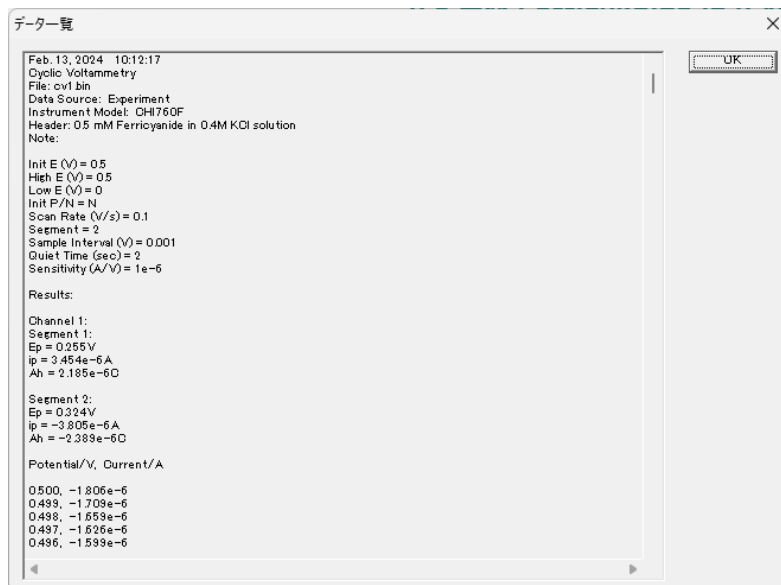 データ一覧
OK
Feb. 13, 2024 10:12:17
Cyclic Voltammetry
File: cv1.bin
Data Source: Experiment
Instrument Model: CHI760F
Header: 0.5 mM Ferricyanide in 0.4M KCl solution
Note:
Init E (V) = 0.5
High E (V) = 0.5
Low E (V) = 0
Init P/N = N
Scan Rate (V/s) = 0.1
Segment = 2
Sample Interval (V) = 0.001
Quiet Time (sec) = 2
Sensitivity (A/V) = 1e-6
Results:
Channel 1:
Segment 1:
Ep = 0.255V
ip = 3.454e-6A
Ah = 2.185e-6C
Segment 2:
Ep = 0.324V
ip = -3.805e-6A
Ah = -2.389e-6C
Potential/V, Current/A
0.500, -1.806e-6
0.499, -1.709e-6
0.498, -1.659e-6
0.497, -1.626e-6
0.496, -1.599e-6